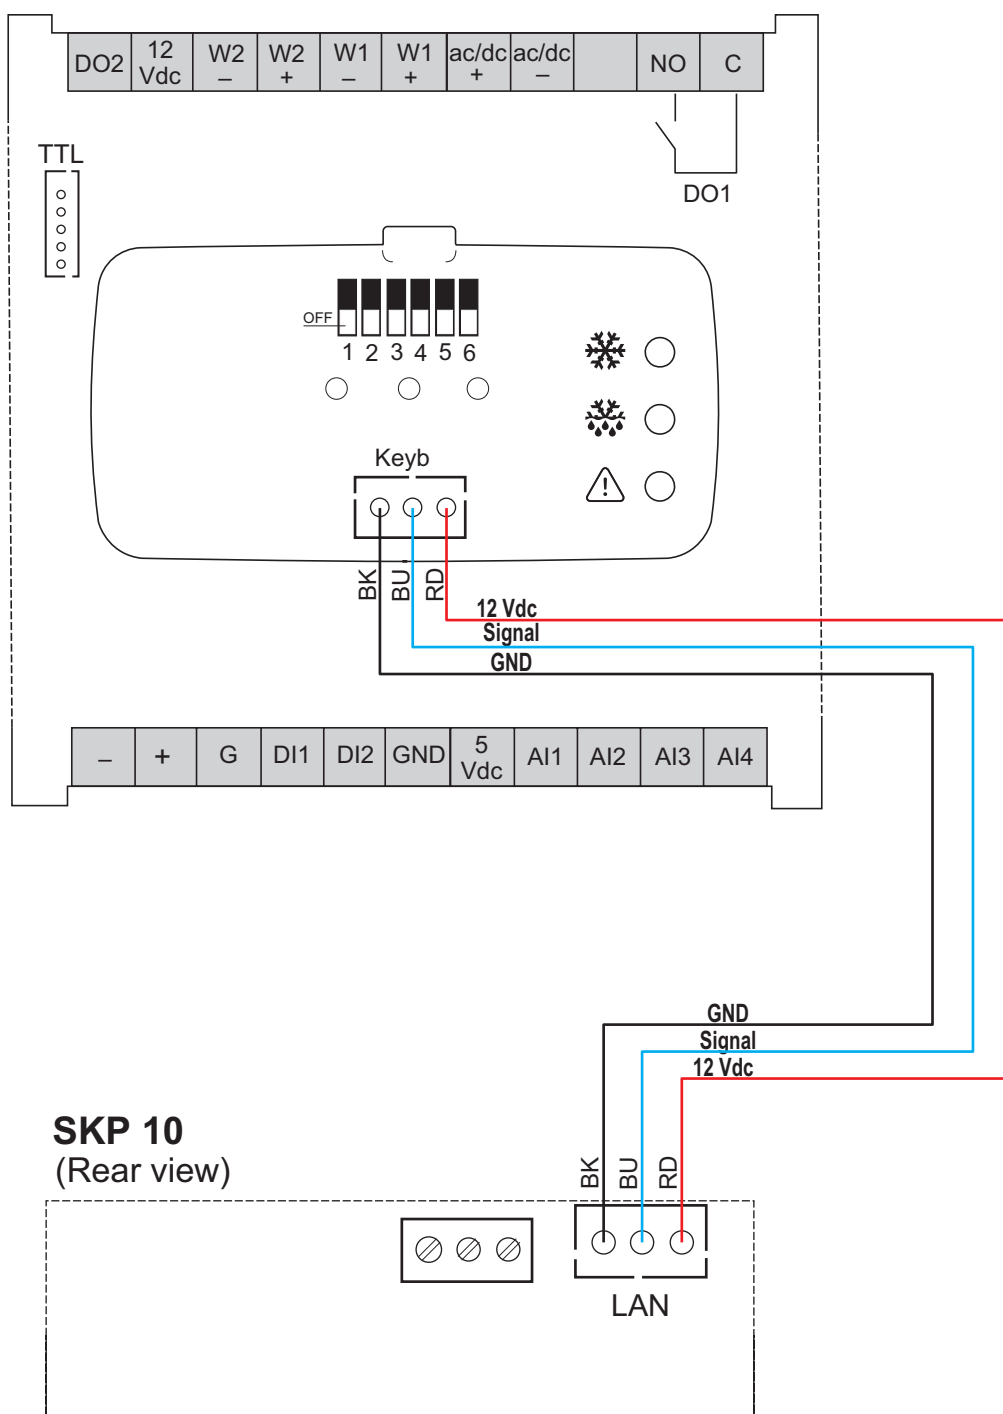 DO2 12 Vdc W2 – W2 + W1 – W1 + ac/dc + ac/dc – NO C
TTL
DO1
OFF
1 2 3 4 5 6
Keyb
BK BU RD
12 Vdc
Signal
GND
– + G DI1 DI2 GND 5 Vdc AI1 AI2 AI3 AI4
GND
Signal
12 Vdc
SKP 10
(Rear view)
BK BU RD
LAN